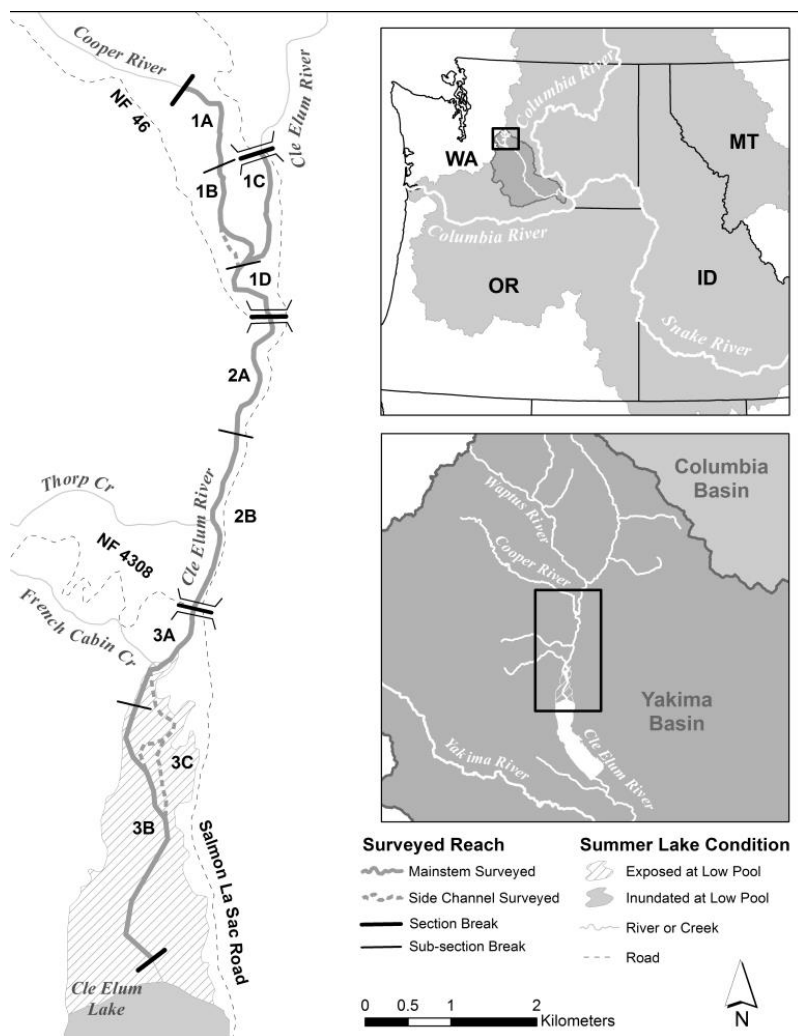 Cooper River
NF 46
Cle Elum River
1A
1B
1C
1D
2A
2B
Cle Elum River
Thorp Cr
NF 4308
French Cabin Cr
3A
3C
3B
Salmon La Sac Road
Cle Elum
Lake
Columbia River
WA
MT
Columbia River
OR
ID
Snake River
Columbia
Basin
Waptus River
Cooper River
Yakima
Basin
Cle Elum River
Yakima River
Surveyed Reach
Mainstem Surveyed
Side Channel Surveyed
Section Break
Sub-section Break
Summer Lake Condition
Exposed at Low Pool
Inundated at Low Pool
River or Creek
Road
0 0.5 1 2
Kilometers
N